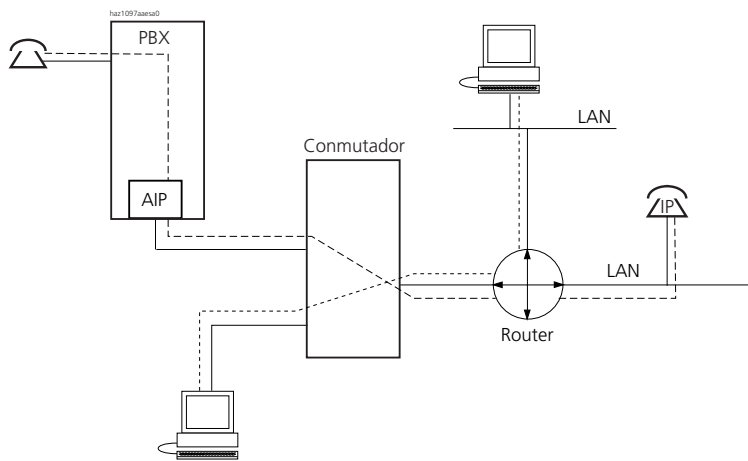 haz1097aaesa0
PBX
LAN
Conmutador
AIP
IP
LAN
Router